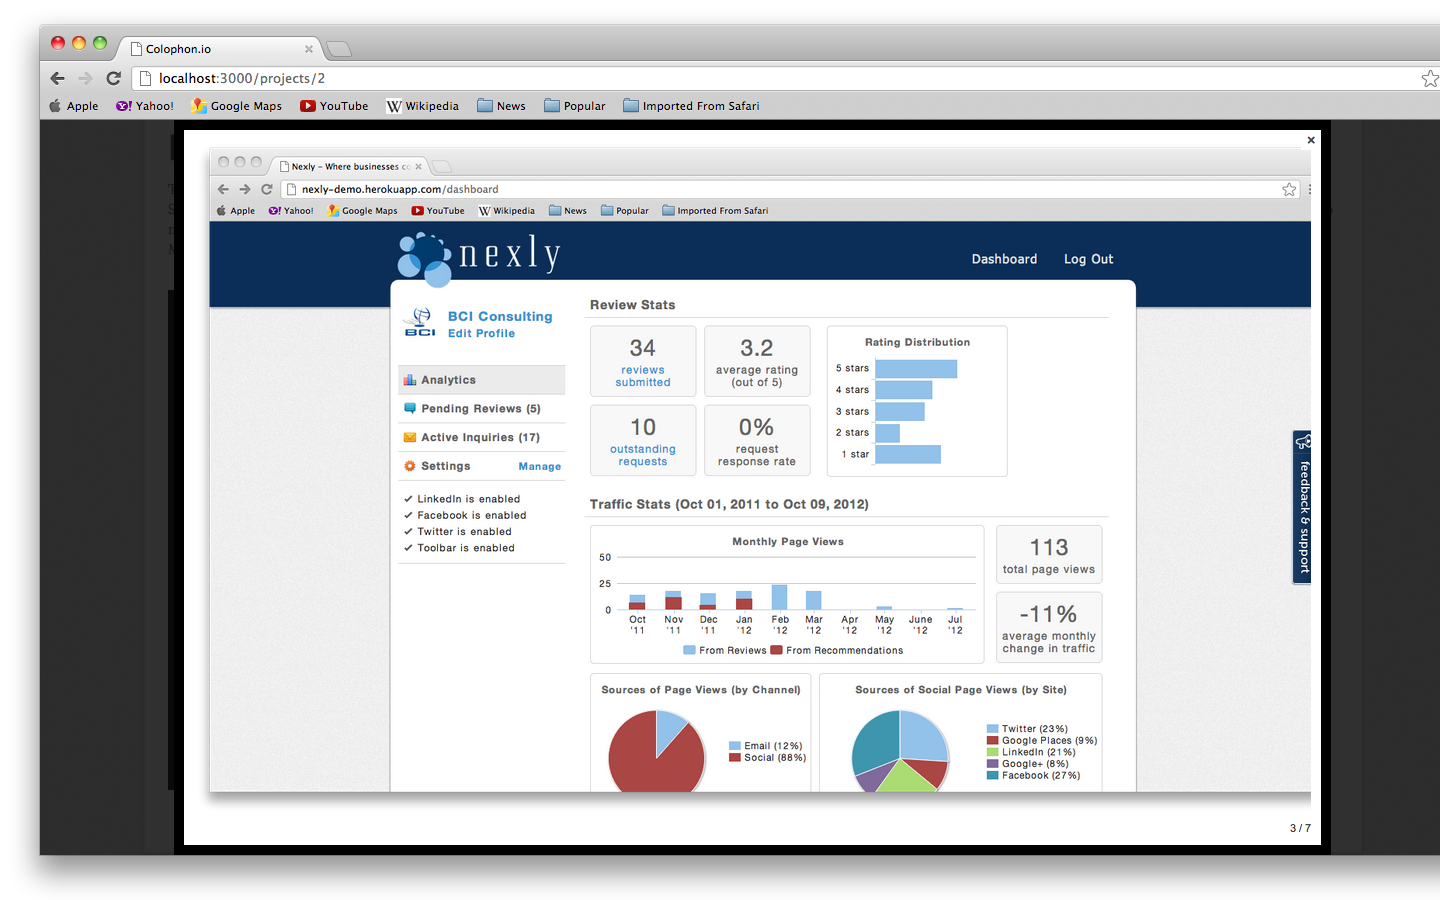 Colophon.io
localhost:3000/projects/2
Apple Yahoo! Google Maps YouTube Wikipedia News Popular Imported From Safari
Nexly – Where businesses co
nexly-demo.herokuapp.com/dashboard
Apple Yahoo! Google Maps YouTube Wikipedia News Popular Imported From Safari
nexly
Dashboard Log Out
BCI
BCI Consulting
Edit Profile
Analytics
Pending Reviews (5)
Active Inquiries (17)
Settings Manage
LinkedIn is enabled
Facebook is enabled
Twitter is enabled
Toolbar is enabled
Review Stats
34
reviews
submitted
3.2
average rating
(out of 5)
10
outstanding
requests
0%
request
response rate
Rating Distribution
5 stars
4 stars
3 stars
2 stars
1 star
Traffic Stats (Oct 01, 2011 to Oct 09, 2012)
Monthly Page Views
50
25
0
Oct Nov Dec Jan Feb Mar Apr May June Jul
'11 '11 '11 '12 '12 '12 '12 '12 '12 '12
From Reviews From Recommendations
113
total page views
-11%
average monthly
change in traffic
Sources of Page Views (by Channel)
Email (12%)
Social (88%)
Sources of Social Page Views (by Site)
Twitter (23%)
Google Places (9%)
LinkedIn (21%)
Google+ (8%)
Facebook (27%)
feedback & support
3 / 7